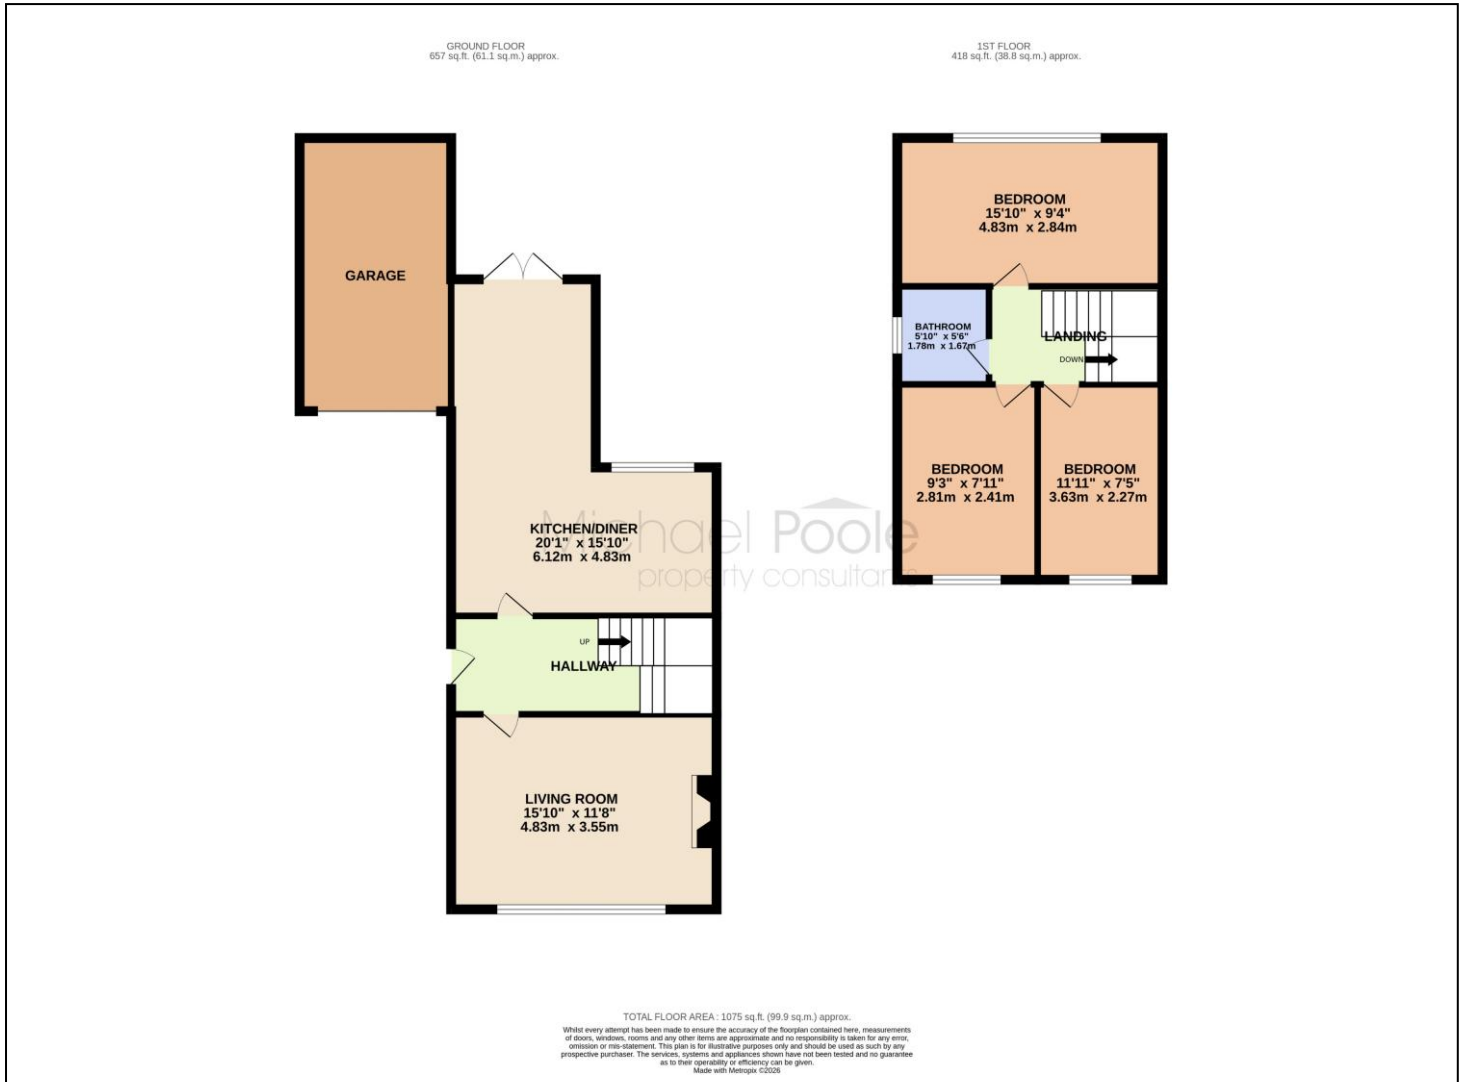 GROUND FLOOR
657 sq.ft. (61.1 sq.m.) approx.
1ST FLOOR
418 sq.ft. (38.8 sq.m.) approx.
GARAGE
KITCHEN/DINER
20'1" x 15'10"
6.12m x 4.83m
UP
HALLWAY
LIVING ROOM
15'10" x 11'8"
4.83m x 3.55m
BEDROOM
15'10" x 9'4"
4.83m x 2.84m
BATHROOM
5'10" x 5'6"
1.78m x 1.67m
LANDING
DOWN
BEDROOM
9'3" x 7'11"
2.81m x 2.41m
BEDROOM
11'11" x 7'5"
3.63m x 2.27m
Michael Poole
property consultants
TOTAL FLOOR AREA : 1075 sq.ft. (99.9 sq.m.) approx.
Whilst every attempt has been made to ensure the accuracy of the floorplan contained here, measurements
of doors, windows, rooms and any other items are approximate and no responsibility is taken for any error,
omission or mis-statement. This plan is for illustrative purposes only and should be used as such by any
prospective purchaser. The services, systems and appliances shown have not been tested and no guarantee
as to their operability or efficiency can be given.
Made with Metropix ©2026